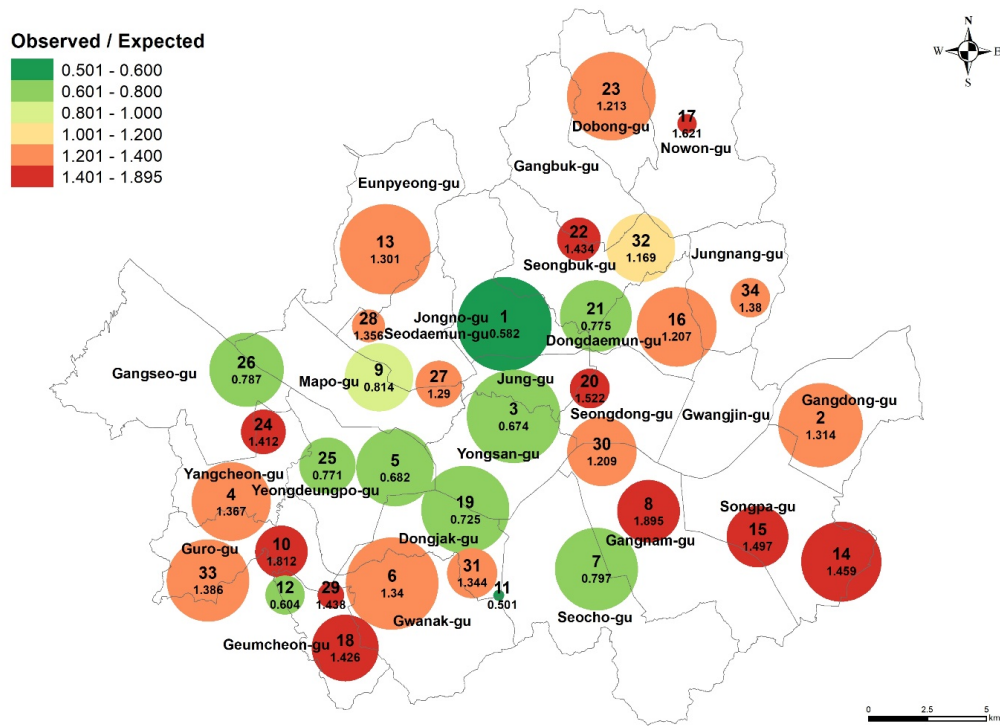 N
W
E
S
Observed / Expected
0.501 - 0.600
0.601 - 0.800
0.801 - 1.000
1.001 - 1.200
1.201 - 1.400
1.401 - 1.895
23
1.213
Dobong-gu
17
1.621
Nowon-gu
Gangbuk-gu
Eunpyeong-gu
13
1.301
22
1.434
Seongbuk-gu
32
1.169
Jungnang-gu
34
1.38
28
1.356
Jongno-gu
Seodaemun-gu
1
0.582
21
0.775
Dongdaemun-gu
16
1.207
26
0.787
Gangseo-gu
Mapo-gu
9
0.814
27
1.29
Jung-gu
3
0.674
Yongsan-gu
20
1.522
Seongdong-gu
Gwangjin-gu
Gangdong-gu
2
1.314
24
1.412
30
1.209
25
0.771
5
0.682
Yangcheon-gu
Yeongdeungpo-gu
4
1.367
19
0.725
Dongjak-gu
8
1.895
Gangnam-gu
Songpa-gu
15
1.497
14
1.459
Guro-gu
33
1.386
10
1.812
12
0.604
29
1.438
6
1.34
Gwanak-gu
31
1.344
11
0.501
7
0.797
Seocho-gu
Geumcheon-gu
18
1.426
0
2.5
5
km